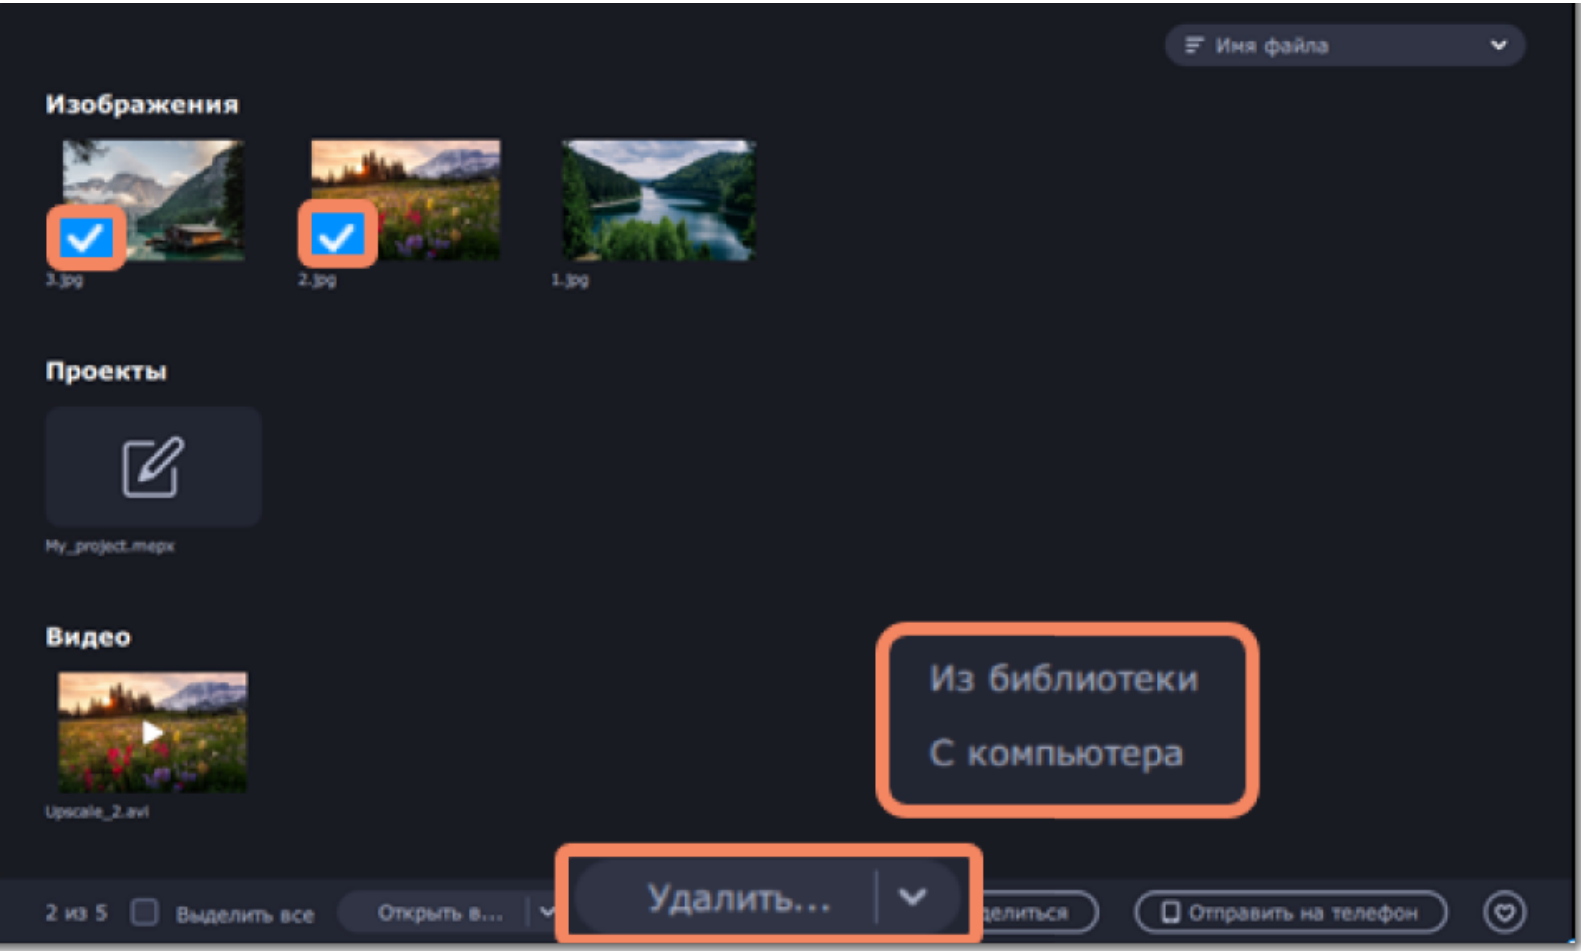 Имя файла
Изображения
3.jpg
2.jpg
1.jpg
Проекты
My_project.mepx
Видео
Upscale_2.avi
Из библиотеки
С компьютера
2 из 5
Выделить все
Открыть в...
Удалить...
делиться
Отправить на телефон